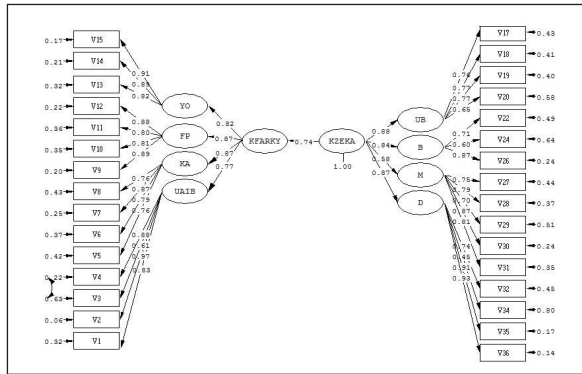 0.17 V15
0.21 V14
0.32 V13
0.22 V12
0.36 V11
0.35 V10
0.20 V9
0.43 V8
0.25 V7
0.37 V6
0.42 V5
0.22 V4
0.63 V3
0.06 V2
0.32 V1
0.91
0.89
0.82
0.88
0.80
0.81
0.89
0.76
0.87
0.79
0.76
0.88
0.61
0.97
0.83
YO
FP
KA
UAIB
0.82
0.87
0.87
0.77
KFARKY
0.74
KZEKA
1.00
0.88
0.84
0.58
0.87
UB
B
M
D
0.77
0.77
0.65
0.71
0.60
0.87
0.75
0.79
0.70
0.87
0.81
0.74
0.45
0.91
0.93
V17 0.43
V18 0.41
V19 0.40
V20 0.58
V22 0.49
V24 0.64
V26 0.24
V27 0.44
V28 0.37
V29 0.51
V30 0.24
V31 0.35
V32 0.45
V34 0.80
V35 0.17
V36 0.14